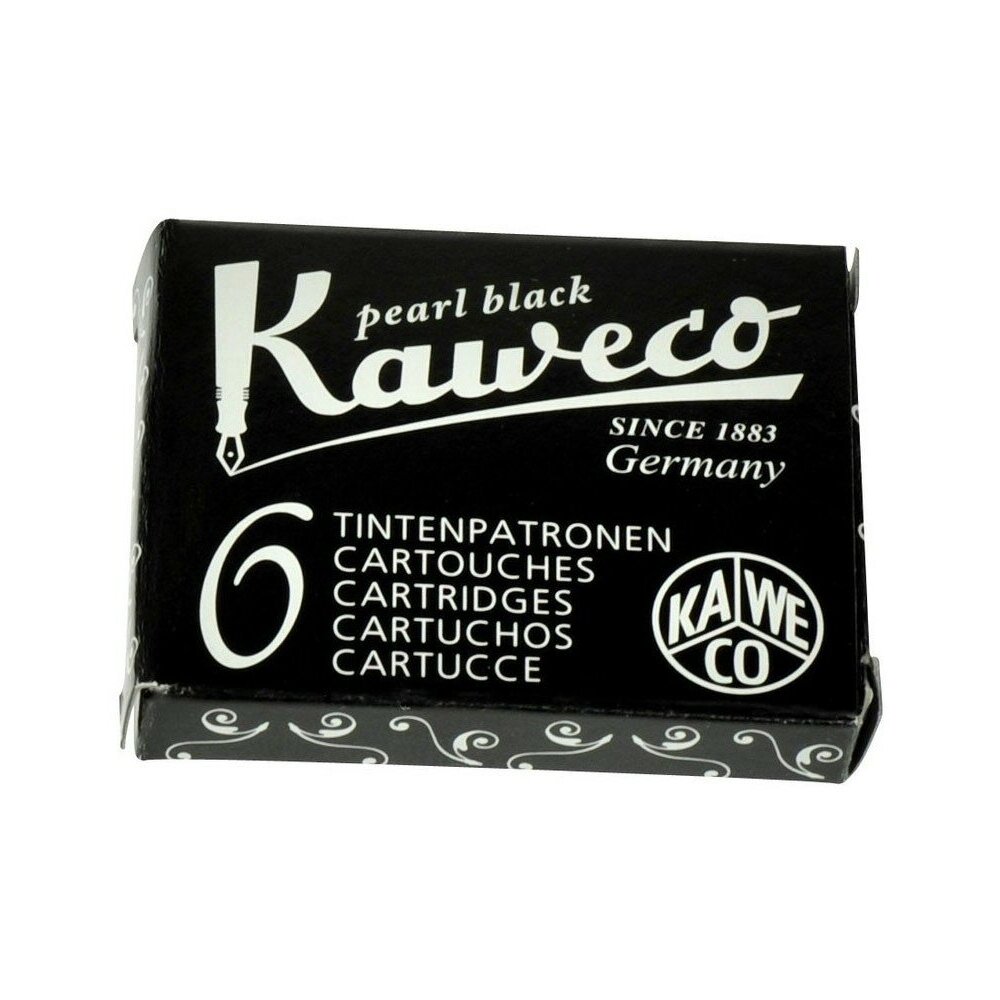 pearl black
Kaweco
SINCE 1883
Germany
6
TINTENPATRONEN
CARTOUCHES
CARTRIDGES
CARTUCHOS
CARTUCCE
KA WE
CO